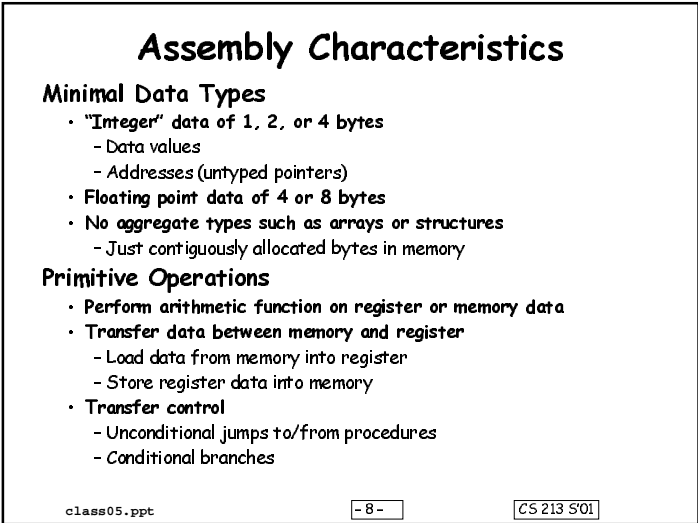 Assembly Characteristics
Minimal Data Types
• “Integer” data of 1, 2, or 4 bytes
– Data values
– Addresses (untyped pointers)
• Floating point data of 4 or 8 bytes
• No aggregate types such as arrays or structures
– Just contiguously allocated bytes in memory
Primitive Operations
• Perform arithmetic function on register or memory data
• Transfer data between memory and register
– Load data from memory into register
– Store register data into memory
• Transfer control
– Unconditional jumps to/from procedures
– Conditional branches
class05.ppt
– 8 –
CS 213 S’01